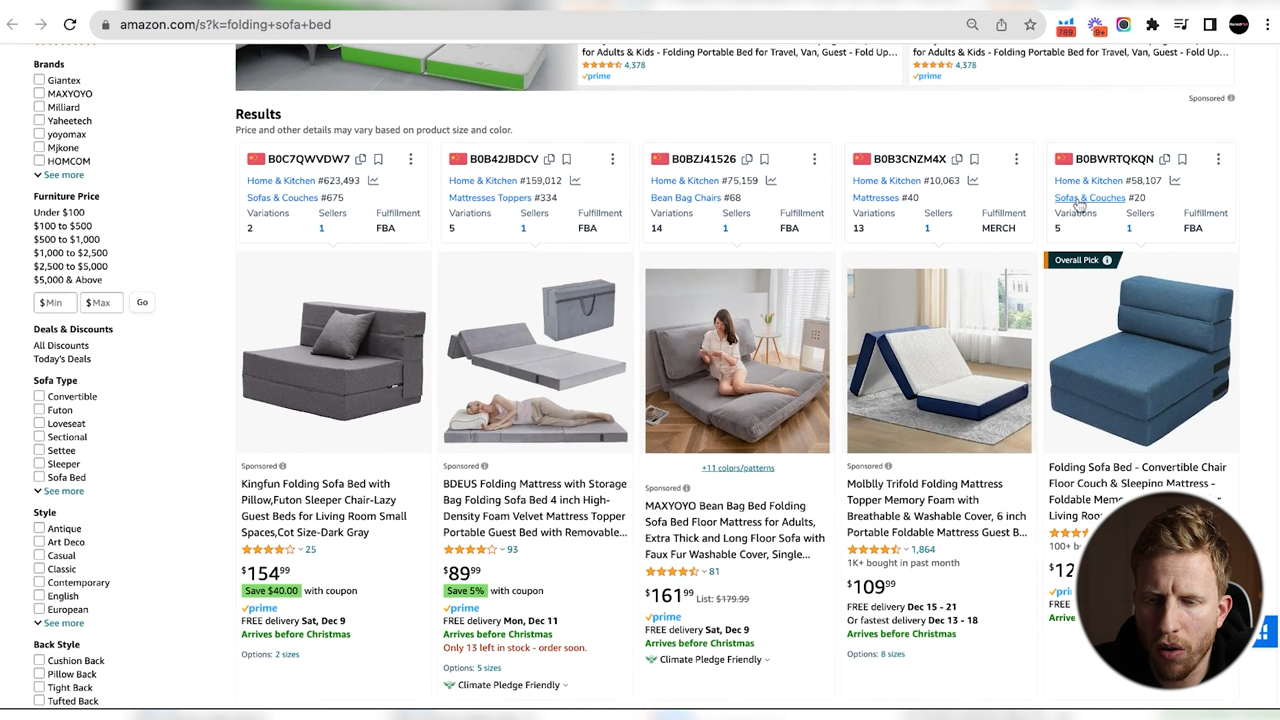 amazon.com/s?k=folding+sofa+bed
789
9+
Brands
Giantex
MAXYOYO
Milliard
Yaheetech
yoyomax
Mjkone
HOMCOM
See more
Furniture Price
Under $100
$100 to $500
$500 to $1,000
$1,000 to $2,500
$2,500 to $5,000
$5,000 & Above
$ Min
$ Max
Go
Deals & Discounts
All Discounts
Today's Deals
Sofa Type
Convertible
Futon
Loveseat
Sectional
Settee
Sleeper
Sofa Bed
See more
Style
Antique
Art Deco
Casual
Classic
Contemporary
English
European
See more
Back Style
Cushion Back
Pillow Back
Tight Back
Tufted Back
for Adults & Kids - Folding Portable Bed for Travel, Van, Guest - Fold Up...
4,378
prime
for Adults & Kids - Folding Portable Bed for Travel, Van, Guest - Fold Up...
4,378
prime
Sponsored
Results
Price and other details may vary based on product size and color.
B0C7QWVDW7
Home & Kitchen #623,493
Sofas & Couches #675
Variations Sellers Fulfillment
2 1 FBA
Sponsored
Kingfun Folding Sofa Bed with
Pillow,Futon Sleeper Chair-Lazy
Guest Beds for Living Room Small
Spaces,Cot Size-Dark Gray
25
$154 99
Save $40.00 with coupon
prime
FREE delivery Sat, Dec 9
Arrives before Christmas
Options: 2 sizes
B0B42JBDCV
Home & Kitchen #159,012
Mattresses Toppers #334
Variations Sellers Fulfillment
5 1 FBA
Sponsored
BDEUS Folding Mattress with Storage
Bag Folding Sofa Bed 4 inch High-
Density Foam Velvet Mattress Topper
Portable Guest Bed with Removable...
93
$89 99
Save 5% with coupon
prime
FREE delivery Mon, Dec 11
Arrives before Christmas
Only 13 left in stock - order soon.
Options: 5 sizes
Climate Pledge Friendly
B0BZJ41526
Home & Kitchen #75,159
Bean Bag Chairs #68
Variations Sellers Fulfillment
14 1 FBA
+11 colors/patterns
Sponsored
MAXYOYO Bean Bag Bed Folding
Sofa Bed Floor Mattress for Adults,
Extra Thick and Long Floor Sofa with
Faux Fur Washable Cover, Single...
81
$161 99 List: $179.99
prime
FREE delivery Sat, Dec 9
Arrives before Christmas
Climate Pledge Friendly
B0B3CNZM4X
Home & Kitchen #10,063
Mattresses #40
Variations Sellers Fulfillment
13 1 MERCH
Sponsored
Molblly Trifold Folding Mattress
Topper Memory Foam with
Breathable & Washable Cover, 6 inch
Portable Foldable Mattress Guest B...
1,864
1K+ bought in past month
$109 99
FREE delivery Dec 15 - 21
Or fastest delivery Dec 13 - 18
Arrives before Christmas
Options: 8 sizes
B0BWRTQKQN
Home & Kitchen #58,107
Sofas & Couches #20
Variations Sellers Fulfillment
5 1 FBA
Overall Pick
Folding Sofa Bed - Convertible Chair
Floor Couch & Sleeping Mattress -
Foldable
Living
100+
$12
FREE